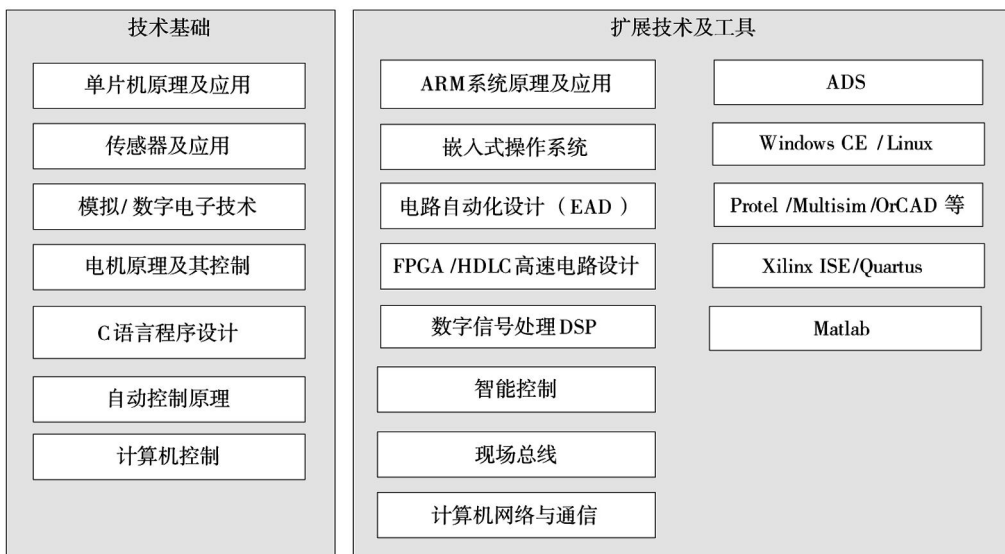 技术基础
单片机原理及应用
传感器及应用
模拟/数字电子技术
电机原理及其控制
C语言程序设计
自动控制原理
计算机控制
扩展技术及工具
ARM系统原理及应用
嵌入式操作系统
电路自动化设计（EAD）
FPGA/HDLC高速电路设计
数字信号处理DSP
智能控制
现场总线
计算机网络与通信
ADS
Windows CE /Linux
Protel /Multisim/OrCAD 等
Xilinx ISE/Quartus
Matlab